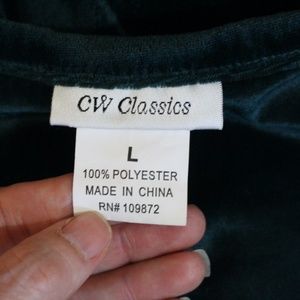 CW Classics
L
100% POLYESTER
MADE IN CHINA
RN# 109872